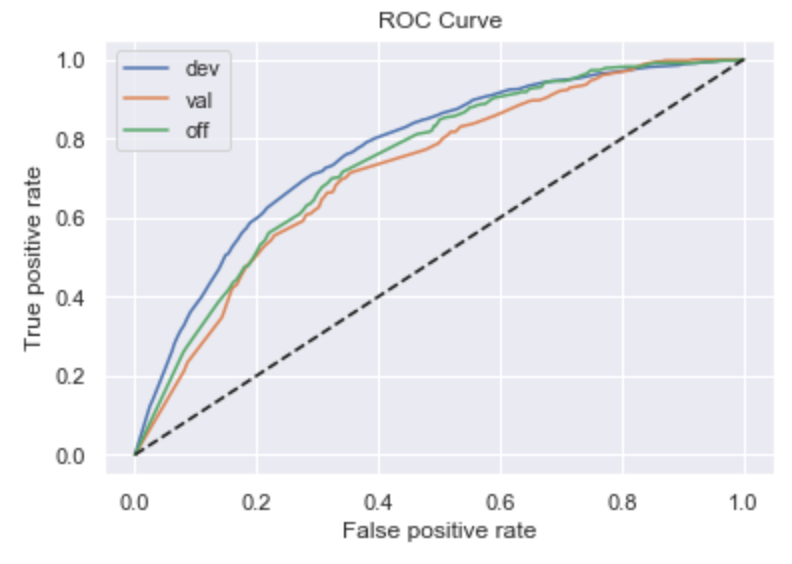 ROC Curve
1.0
0.8
0.6
0.4
0.2
0.0
True positive rate
dev
val
off
0.0 0.2 0.4 0.6 0.8 1.0
False positive rate